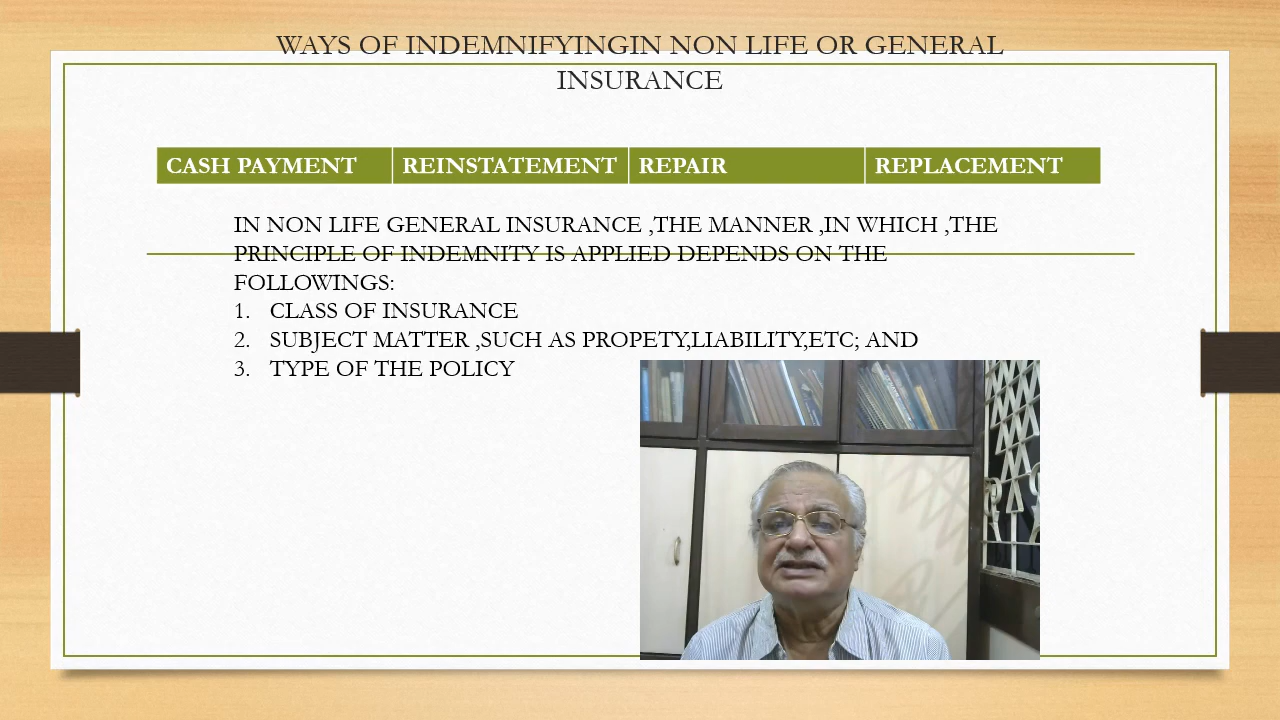 WAYS OF INDEMNIFYINGIN NON LIFE OR GENERAL
INSURANCE
CASH PAYMENT REINSTATEMENT REPAIR REPLACEMENT
IN NON LIFE GENERAL INSURANCE ,THE MANNER ,IN WHICH ,THE
PRINCIPLE OF INDEMNITY IS APPLIED DEPENDS ON THE
FOLLOWINGS:
1. CLASS OF INSURANCE
2. SUBJECT MATTER ,SUCH AS PROPETY,LIABILITY,ETC; AND
3. TYPE OF THE POLICY